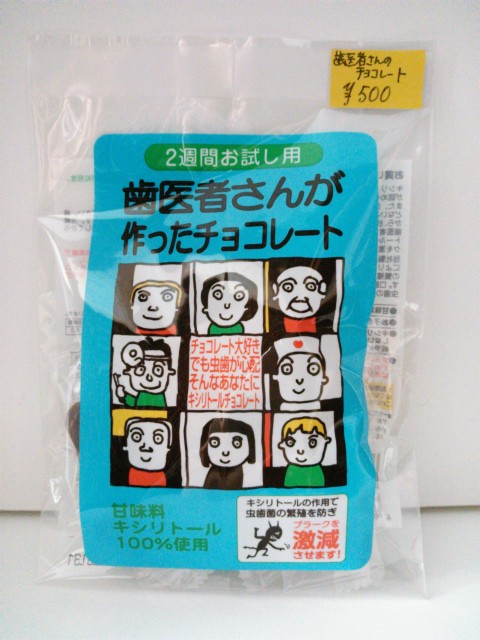 歯医者さんの
チョコレート
¥500
2週間お試し用
歯医者さんが
作ったチョコレート
チョコレート大好き
でも虫歯が心配
そんなあなたに
キシリトールチョコレート
甘味料
キシリトール
100%使用
キシリトールの作用で
虫歯菌の繁殖を防ぎ
プラークを
激減
させます!